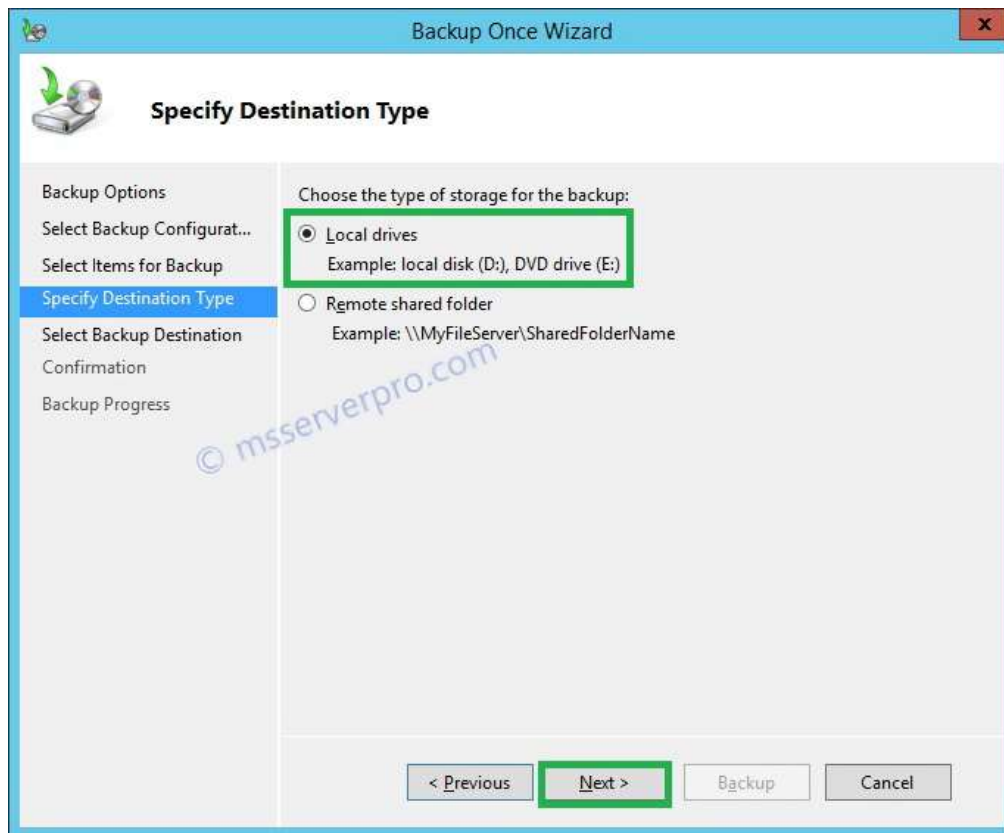 Backup Once Wizard
x
Specify Destination Type
Backup Options
Select Backup Configurat...
Select Items for Backup
Specify Destination Type
Select Backup Destination
Confirmation
Backup Progress
Choose the type of storage for the backup:
Local drives
Example: local disk (D:), DVD drive (E:)
Remote shared folder
Example: \\MyFileServer\SharedFolderName
© msserverpro.com
< Previous
Next >
Backup
Cancel